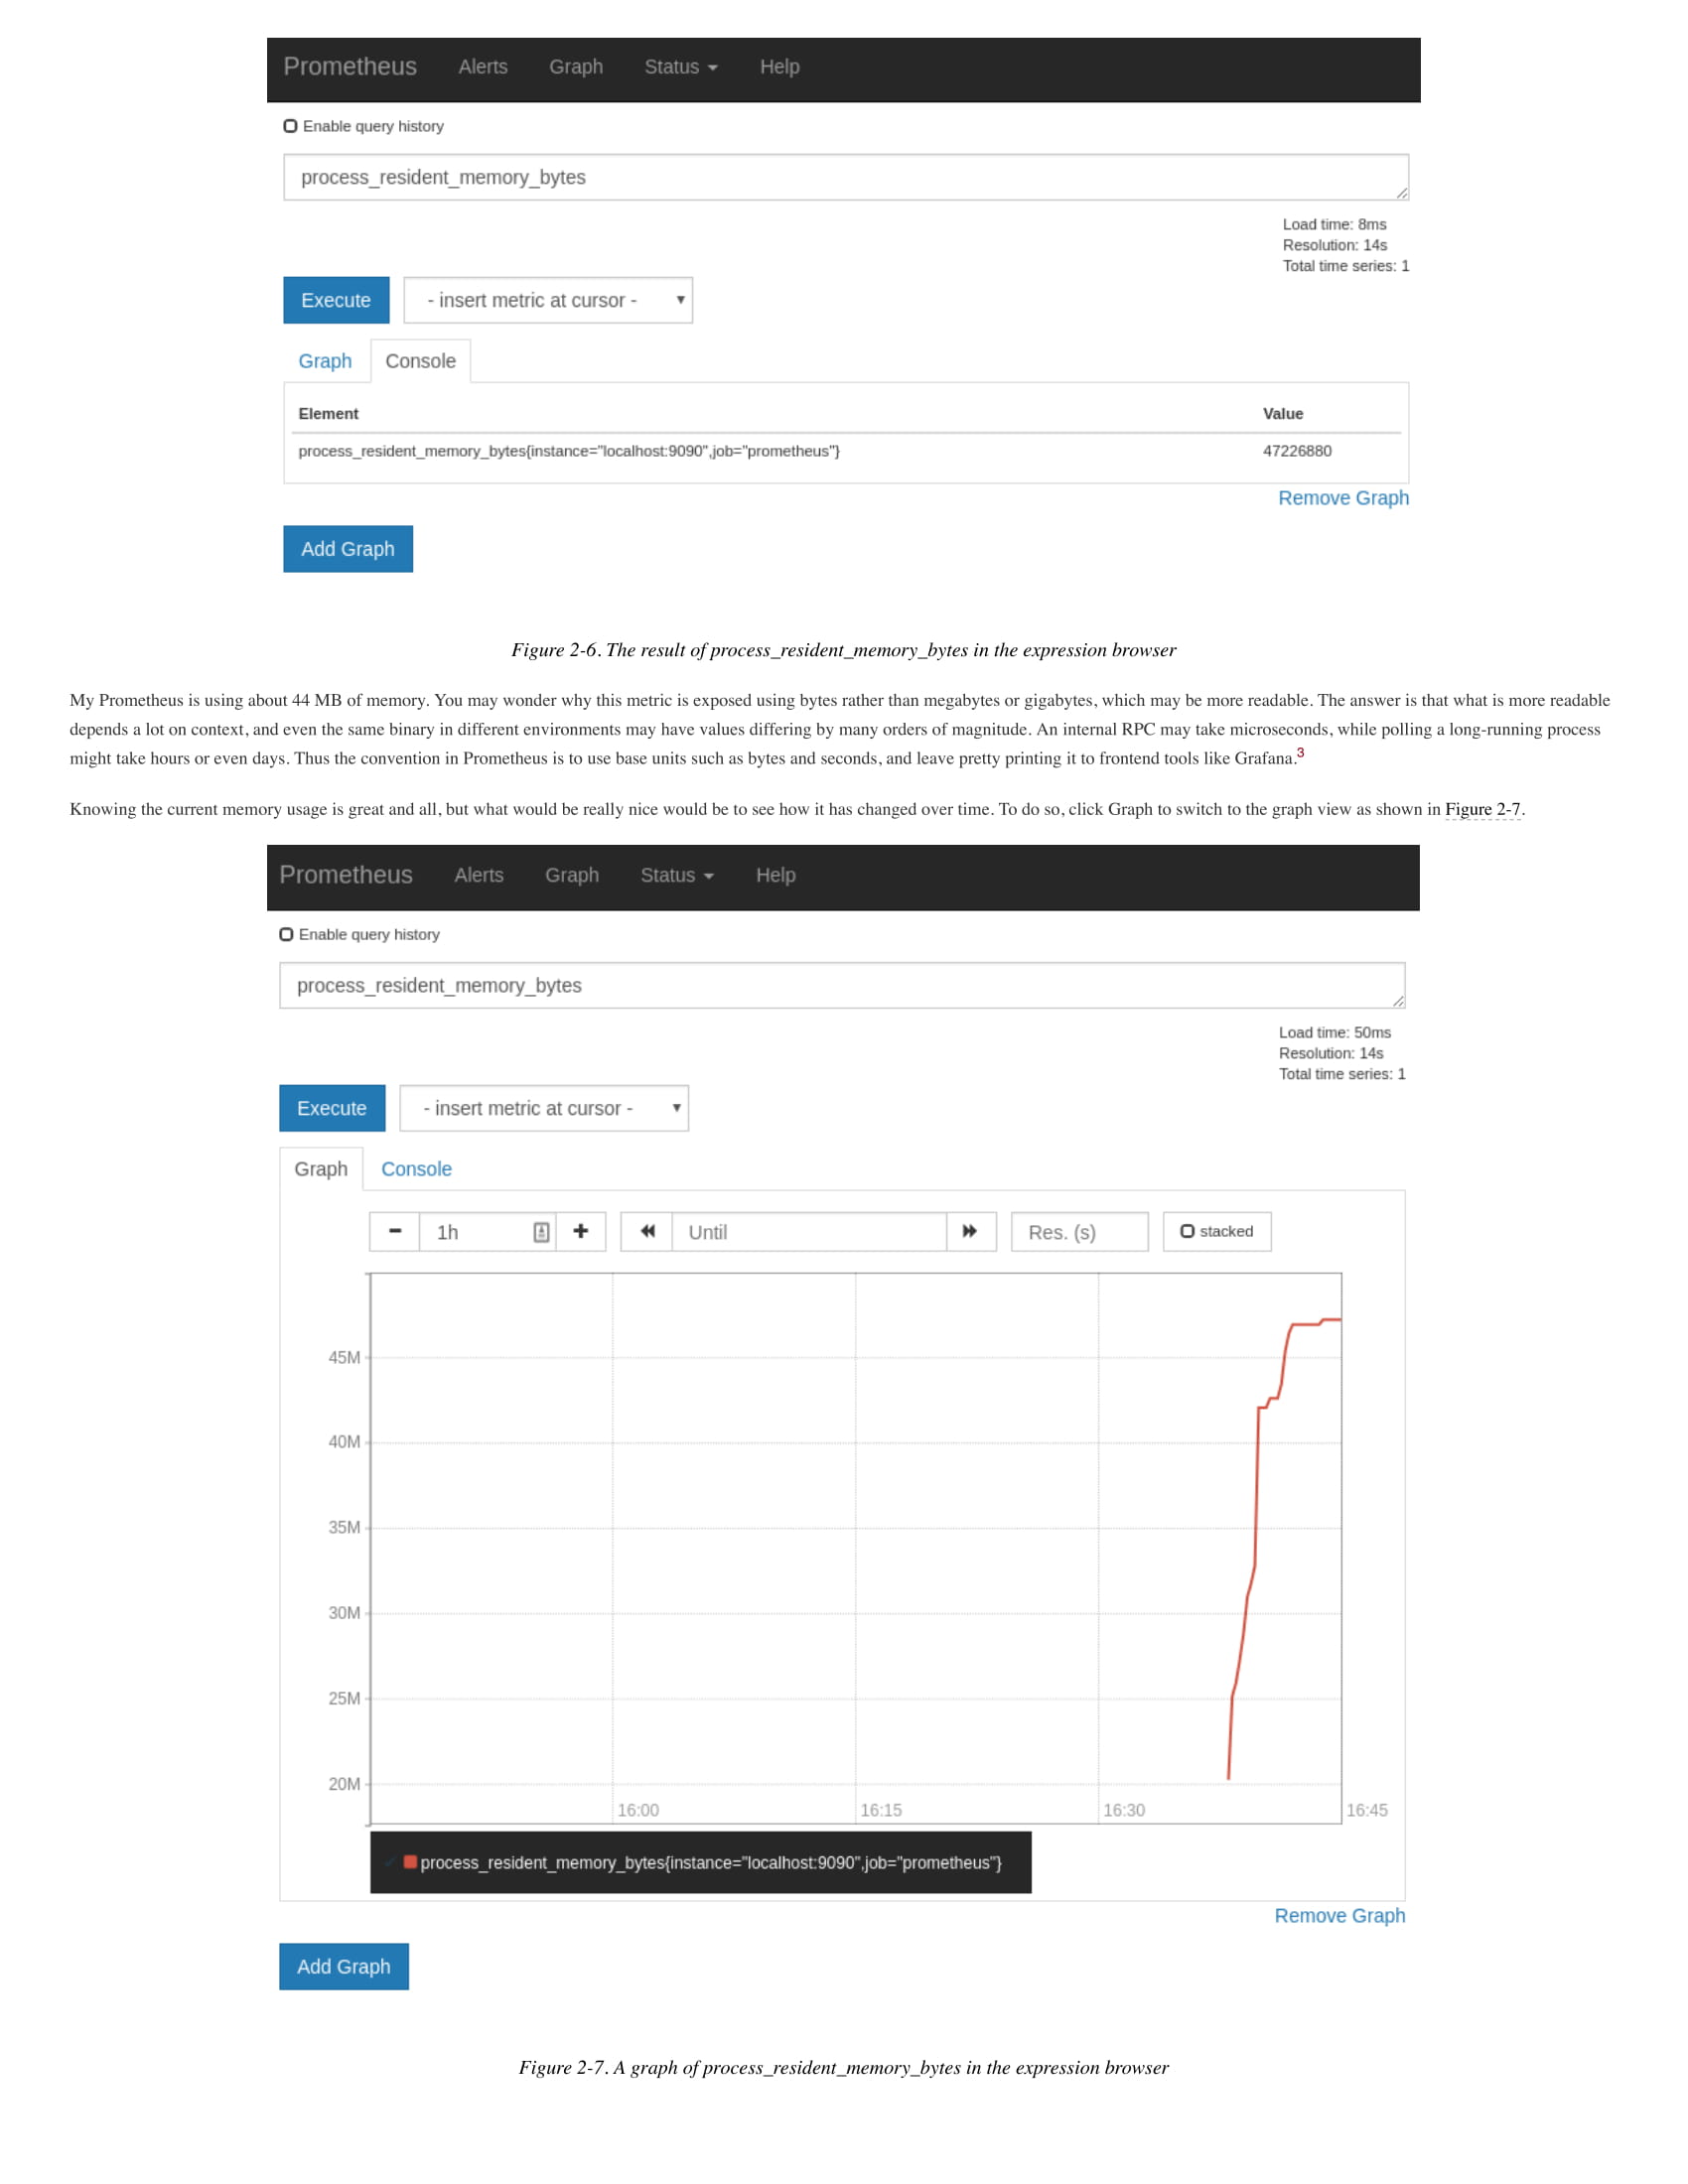 Prometheus Alerts Graph Status Help
Enable query history
process_resident_memory_bytes
Load time: 8ms
Resolution: 14s
Total time series: 1
Execute - insert metric at cursor -
Graph Console
Element Value
process_resident_memory_bytes{instance="localhost:9090",job="prometheus"} 47226880
Remove Graph
Add Graph
Figure 2-6. The result of process_resident_memory_bytes in the expression browser
My Prometheus is using about 44 MB of memory. You may wonder why this metric is exposed using bytes rather than megabytes or gigabytes, which may be more readable. The answer is that what is more readable
depends a lot on context, and even the same binary in different environments may have values differing by many orders of magnitude. An internal RPC may take microseconds, while polling a long-running process
might take hours or even days. Thus the convention in Prometheus is to use base units such as bytes and seconds, and leave pretty printing it to frontend tools like Grafana.3
Knowing the current memory usage is great and all, but what would be really nice would be to see how it has changed over time. To do so, click Graph to switch to the graph view as shown in Figure 2-7.
Prometheus Alerts Graph Status Help
Enable query history
process_resident_memory_bytes
Load time: 50ms
Resolution: 14s
Total time series: 1
Execute - insert metric at cursor -
Graph Console
1h Until Res. (s) stacked
45M
40M
35M
30M
25M
20M
16:00 16:15 16:30 16:45
process_resident_memory_bytes{instance="localhost:9090",job="prometheus"}
Remove Graph
Add Graph
Figure 2-7. A graph of process_resident_memory_bytes in the expression browser